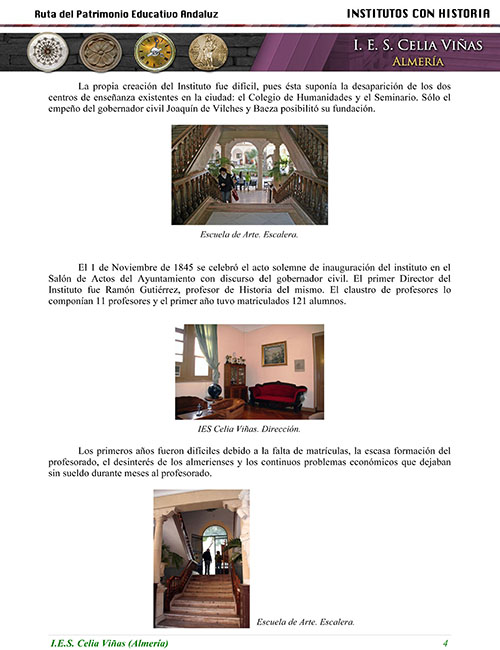 Ruta del Patrimonio Educativo Andaluz
INSTITUTOS CON HISTORIA
I. E. S. CELIA VIÑAS
ALMERÍA
La propia creación del Instituto fue difícil, pues ésta suponía la desaparición de los dos
centros de enseñanza existentes en la ciudad: el Colegio de Humanidades y el Seminario. Sólo el
empeño del gobernador civil Joaquín de Vilches y Baeza posibilitó su fundación.
Escuela de Arte. Escalera.
El 1 de Noviembre de 1845 se celebró el acto solemne de inauguración del instituto en el
Salón de Actos del Ayuntamiento con discurso del gobernador civil. El primer Director del
Instituto fue Ramón Gutiérrez, profesor de Historia del mismo. El claustro de profesores lo
componían 11 profesores y el primer año tuvo matriculados 121 alumnos.
IES Celia Viñas. Dirección.
Los primeros años fueron difíciles debido a la falta de matrículas, la escasa formación del
profesorado, el desinterés de los almerienses y los continuos problemas económicos que dejaban
sin sueldo durante meses al profesorado.
Escuela de Arte. Escalera.
I.E.S. Celia Viñas (Almería)
4